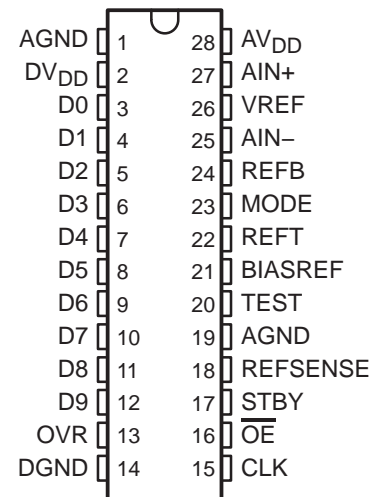 AGND 1 28 AVDD
DVDD 2 27 AIN+
D0 3 26 VREF
D1 4 25 AIN−
D2 5 24 REFB
D3 6 23 MODE
D4 7 22 REFT
D5 8 21 BIASREF
D6 9 20 TEST
D7 10 19 AGND
D8 11 18 REFSENSE
D9 12 17 STBY
OVR 13 16 O̅E̅
DGND 14 15 CLK